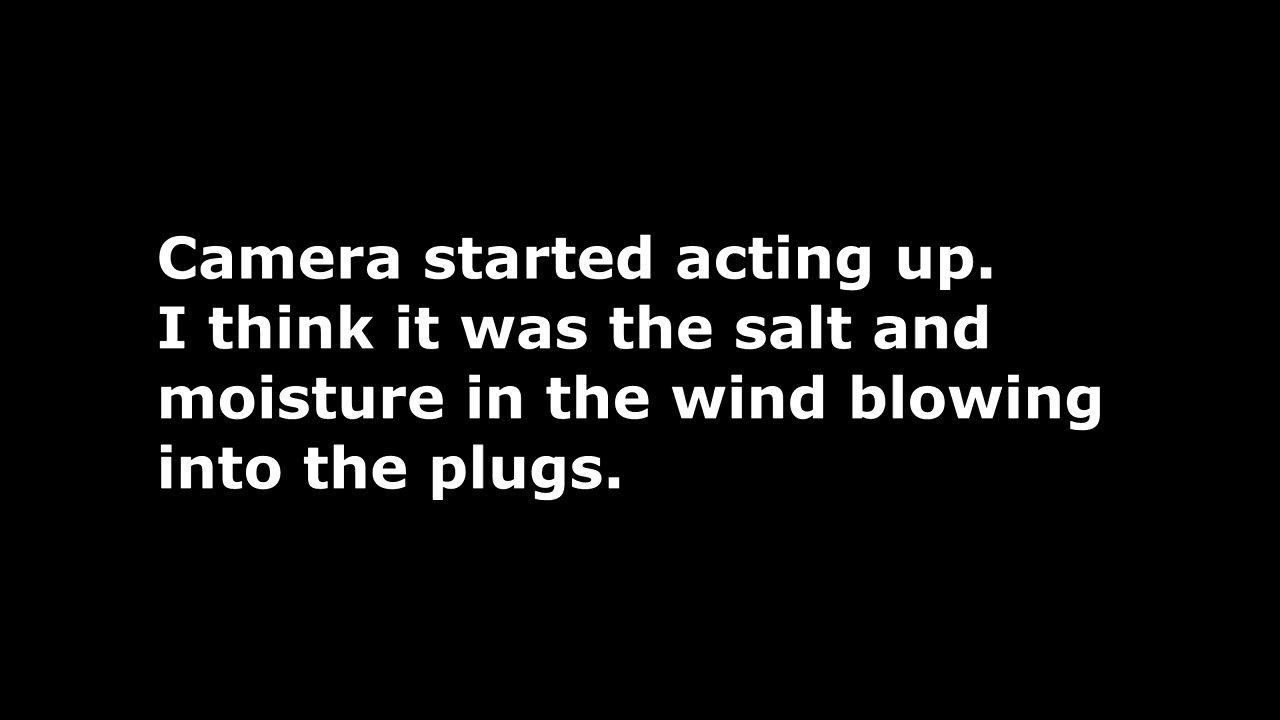 Camera started acting up.
I think it was the salt and
moisture in the wind blowing
into the plugs.